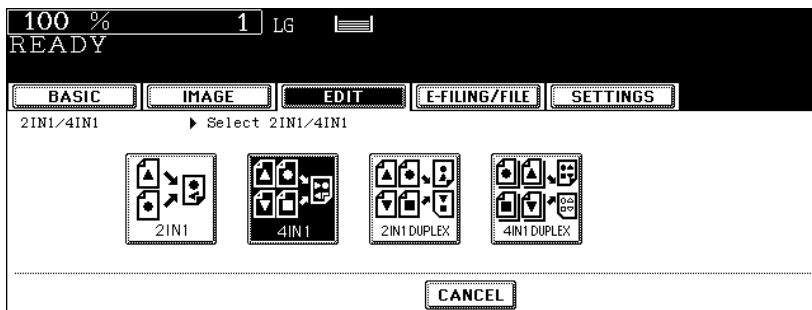 100 % 1 LG
READY
BASIC IMAGE EDIT E-FILING/FILE SETTINGS
2IN1/4IN1 Select 2IN1/4IN1
2IN1 4IN1 2IN1 DUPLEX 4IN1 DUPLEX
CANCEL